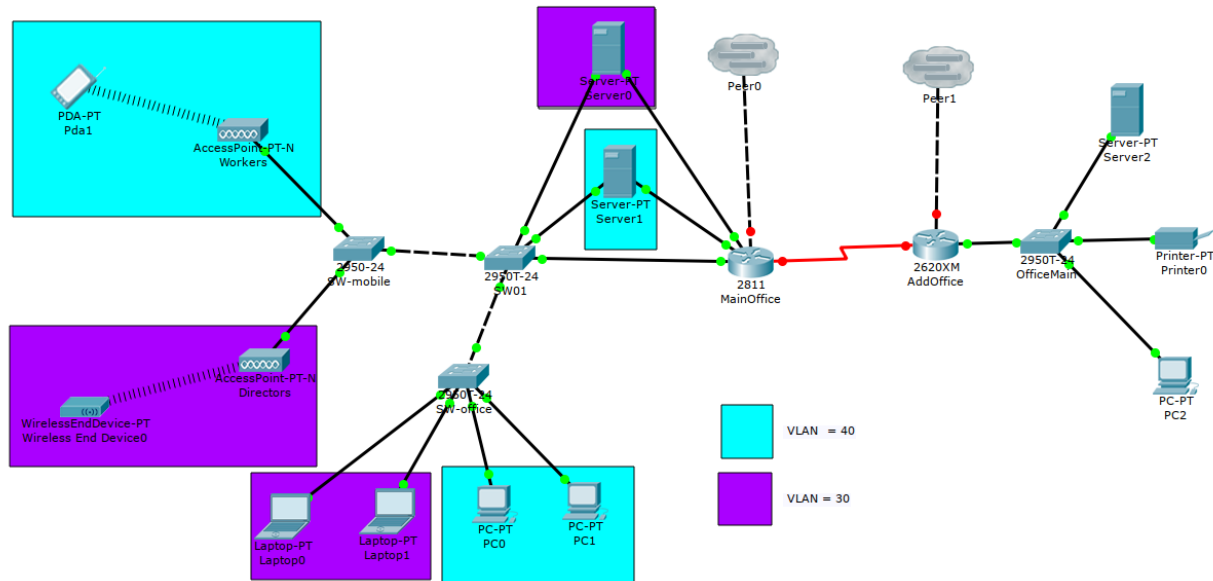 PDA-PT
Pda1
AccessPoint-PT-N
Workers
Server-PT
Server0
Server-PT
Server1
Peer0
Peer1
Server-PT
Server2
2950-24
SW-mobile
2950T-24
SW01
2811
MainOffice
2620XM
AddOffice
2950T-24
OfficeMain
Printer-PT
Printer0
AccessPoint-PT-N
Directors
WirelessEndDevice-PT
Wireless End Device0
2950T-24
SW-office
PC-PT
PC2
VLAN = 40
VLAN = 30
Laptop-PT
Laptop0
Laptop-PT
Laptop1
PC-PT
PC0
PC-PT
PC1